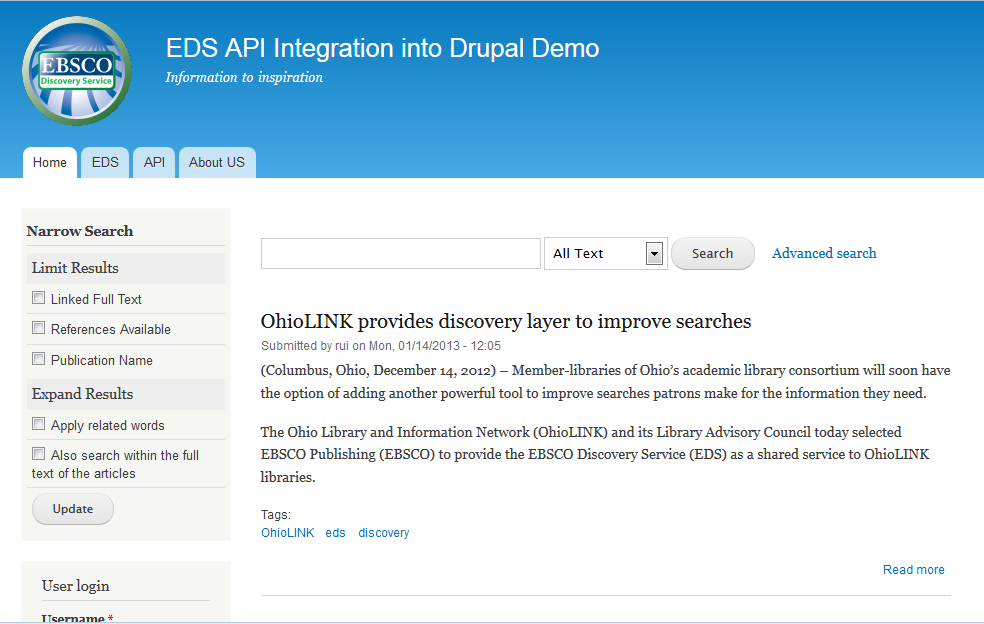 EBSCO
Discovery Service
EDS API Integration into Drupal Demo
Information to inspiration
Home
EDS
API
About US
Narrow Search
Limit Results
Linked Full Text
References Available
Publication Name
Expand Results
Apply related words
Also search within the full
text of the articles
Update
User login
Username *
All Text
Search
Advanced search
OhioLINK provides discovery layer to improve searches
Submitted by rui on Mon, 01/14/2013 - 12:05
(Columbus, Ohio, December 14, 2012) – Member-libraries of Ohio’s academic library consortium will soon have
the option of adding another powerful tool to improve searches patrons make for the information they need.
The Ohio Library and Information Network (OhioLINK) and its Library Advisory Council today selected
EBSCO Publishing (EBSCO) to provide the EBSCO Discovery Service (EDS) as a shared service to OhioLINK
libraries.
Tags:
OhioLINK eds discovery
Read more